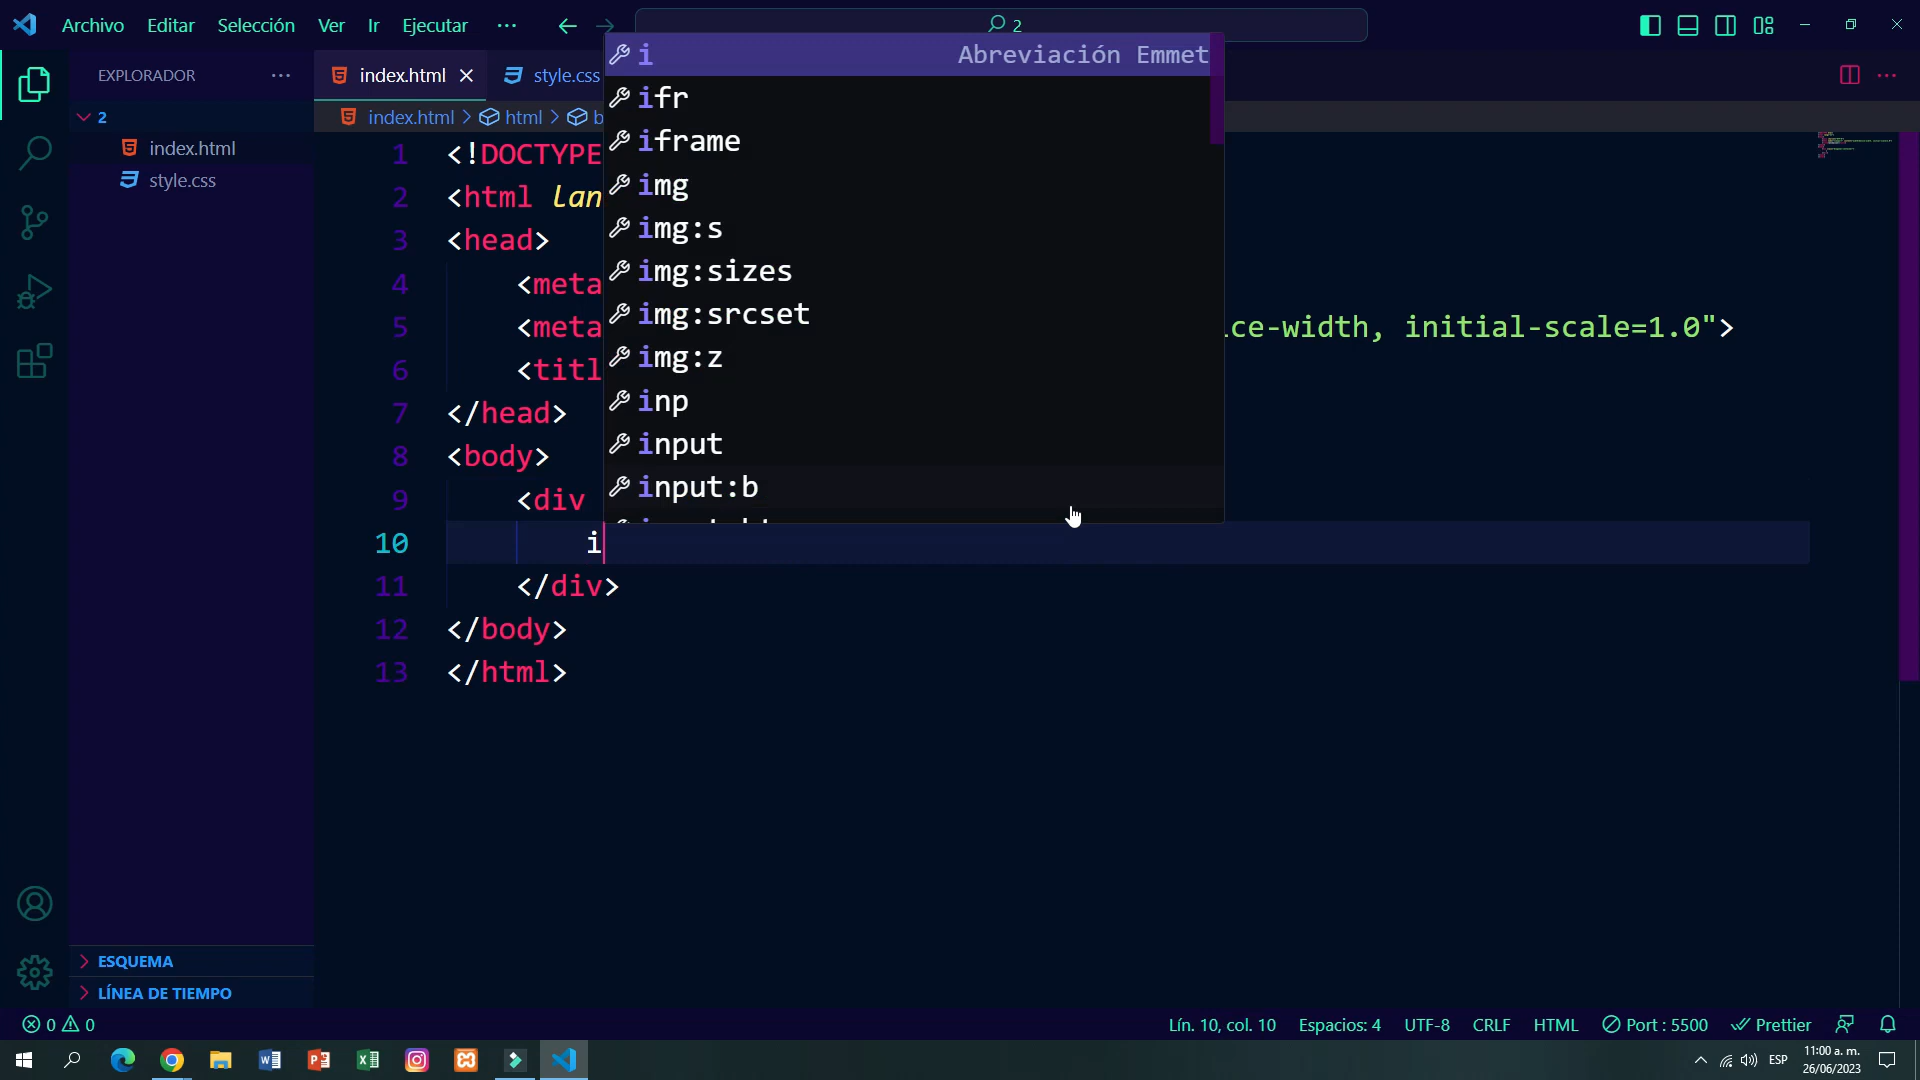 Archivo Editar Selección Ver Ir Ejecutar ··· 2
EXPLORADOR ···
2
index.html
style.css
ESQUEMA
LÍNEA DE TIEMPO
index.html style.css
index.html > html >
1 <!DOCTYPE
2 <html
3 <head>
4 <meta
5 <meta ce-width, initial-scale=1.0">
6
7 </head>
8 <body>
9 <div
10 i
11 </div>
12 </body>
13 </html>
i Abreviación Emmet
ifr
iframe
img
img:s
img:sizes
img:srcset
img:z
inp
input
input:b
0 0 Lín. 10, col. 10 Espacios: 4 UTF-8 CRLF HTML Port : 5500 Prettier
ESP 11:00 a. m.
26/06/2023